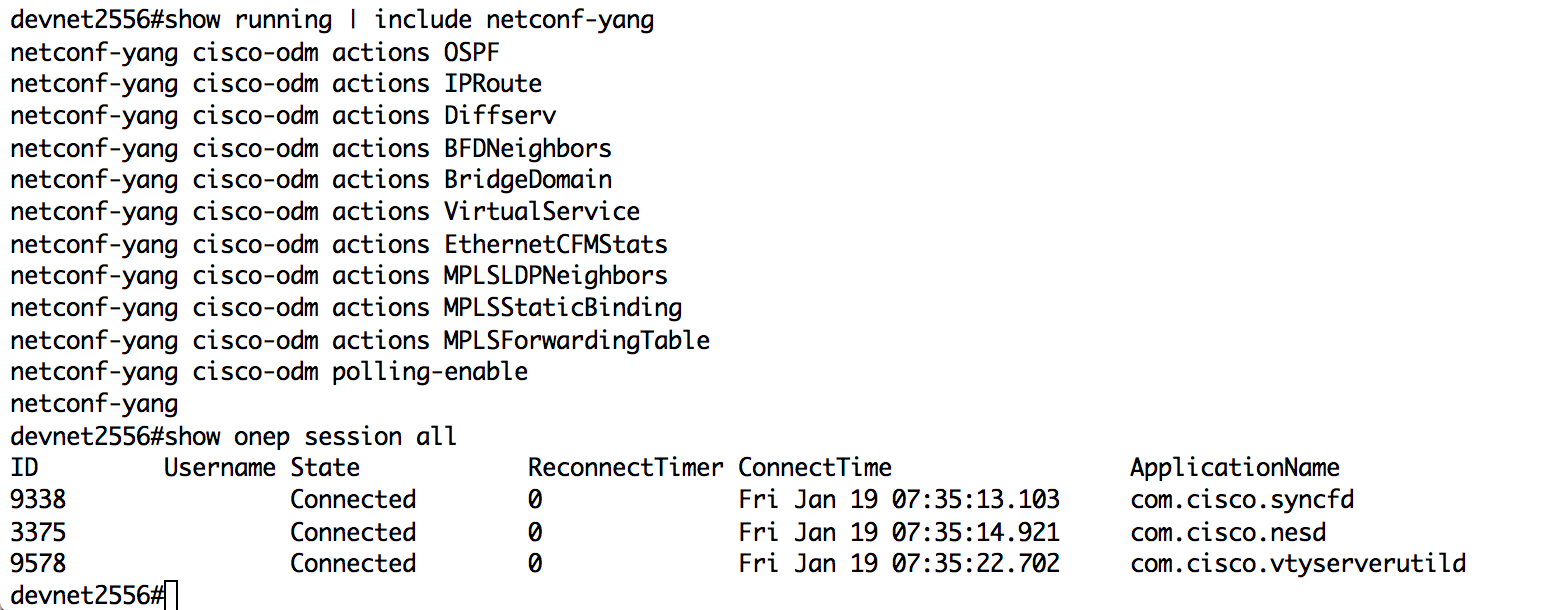 devnet2556#show running | include netconf-yang
netconf-yang cisco-odm actions OSPF
netconf-yang cisco-odm actions IPRoute
netconf-yang cisco-odm actions Diffserv
netconf-yang cisco-odm actions BFDNeighbors
netconf-yang cisco-odm actions BridgeDomain
netconf-yang cisco-odm actions VirtualService
netconf-yang cisco-odm actions EthernetCFMStats
netconf-yang cisco-odm actions MPLSLDPNeighbors
netconf-yang cisco-odm actions MPLSStaticBinding
netconf-yang cisco-odm actions MPLSForwardingTable
netconf-yang cisco-odm polling-enable
netconf-yang
devnet2556#show onep session all
ID         Username State            ReconnectTimer ConnectTime                 ApplicationName
9338                Connected        0              Fri Jan 19 07:35:13.103     com.cisco.syncfd
3375                Connected        0              Fri Jan 19 07:35:14.921     com.cisco.nesd
9578                Connected        0              Fri Jan 19 07:35:22.702     com.cisco.vtyserverutild
devnet2556#